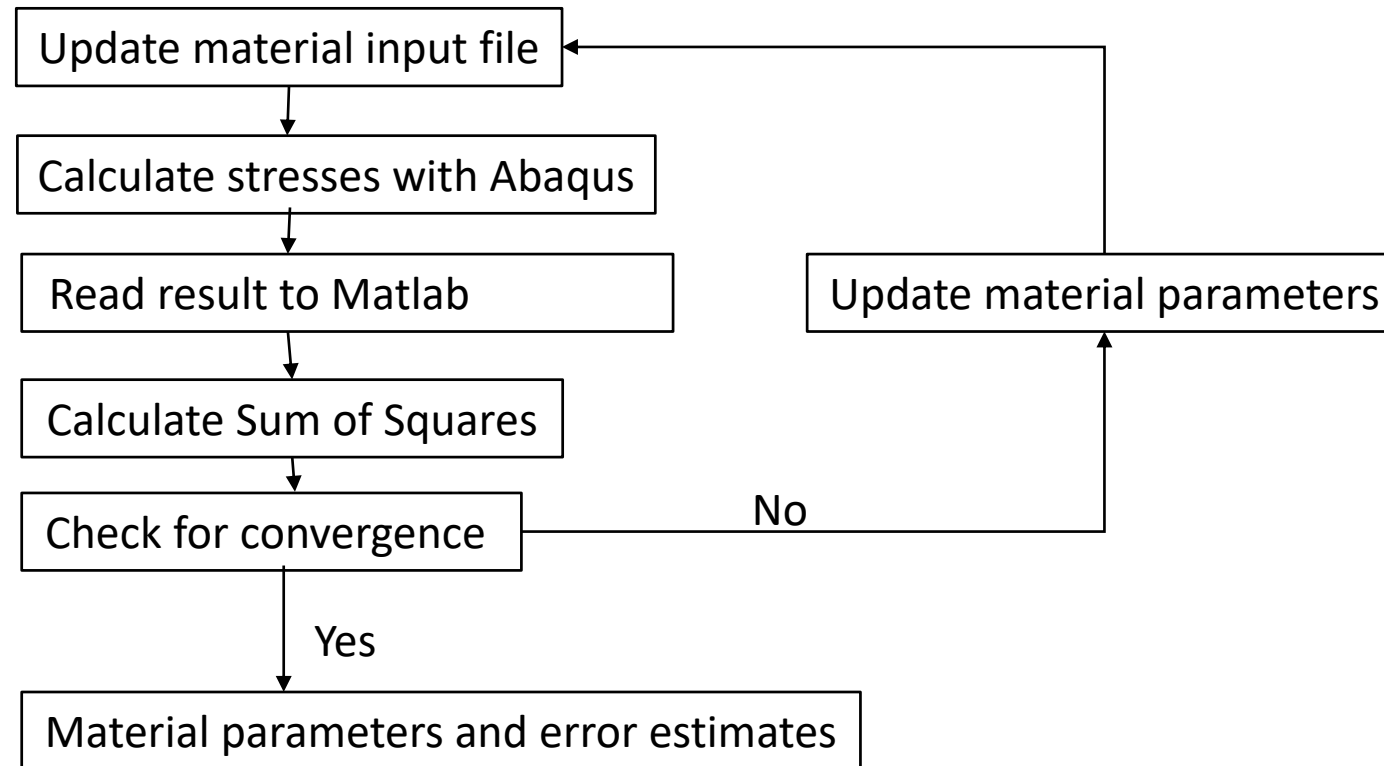 Update material input file
Calculate stresses with Abaqus
Read result to Matlab
Update material parameters
Calculate Sum of Squares
Check for convergence
No
Yes
Material parameters and error estimates